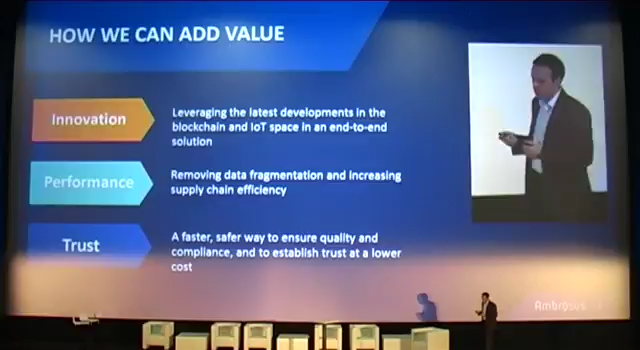 HOW WE CAN ADD VALUE
Innovation
Leveraging the latest developments in the
blockchain and IoT space in an end-to-end
solution
Performance
Removing data fragmentation and increasing
supply chain efficiency
Trust
A faster, safer way to ensure quality and
compliance, and to establish trust at a lower
cost
Ambrosus